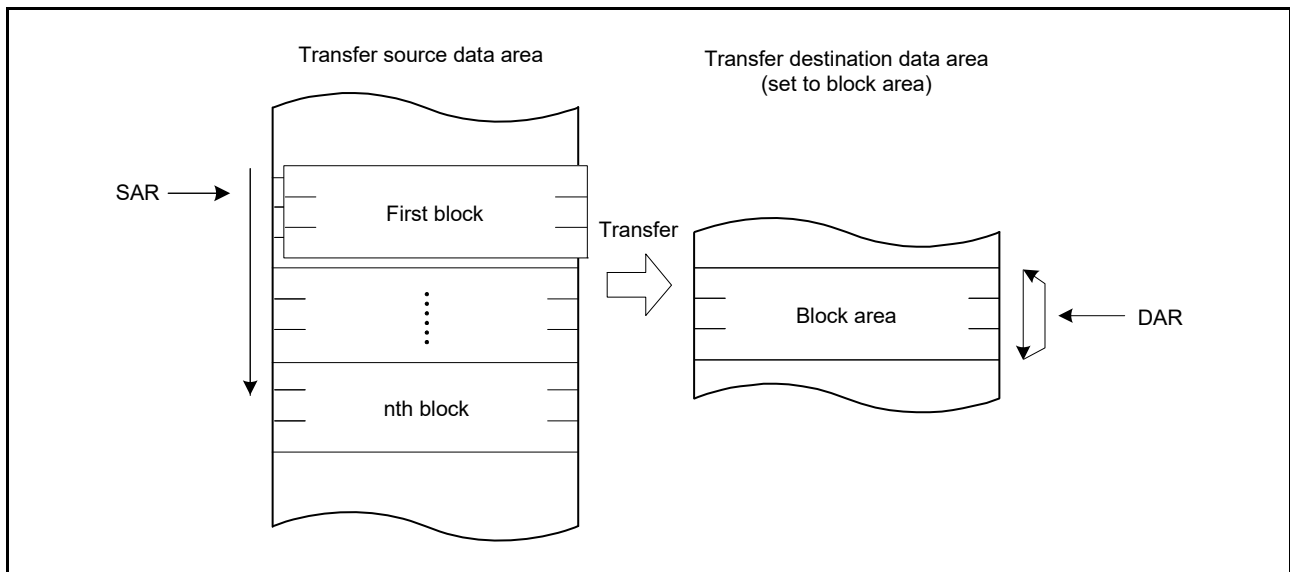 Transfer source data area
Transfer destination data area
(set to block area)
SAR
First block
Transfer
Block area
DAR
nth block